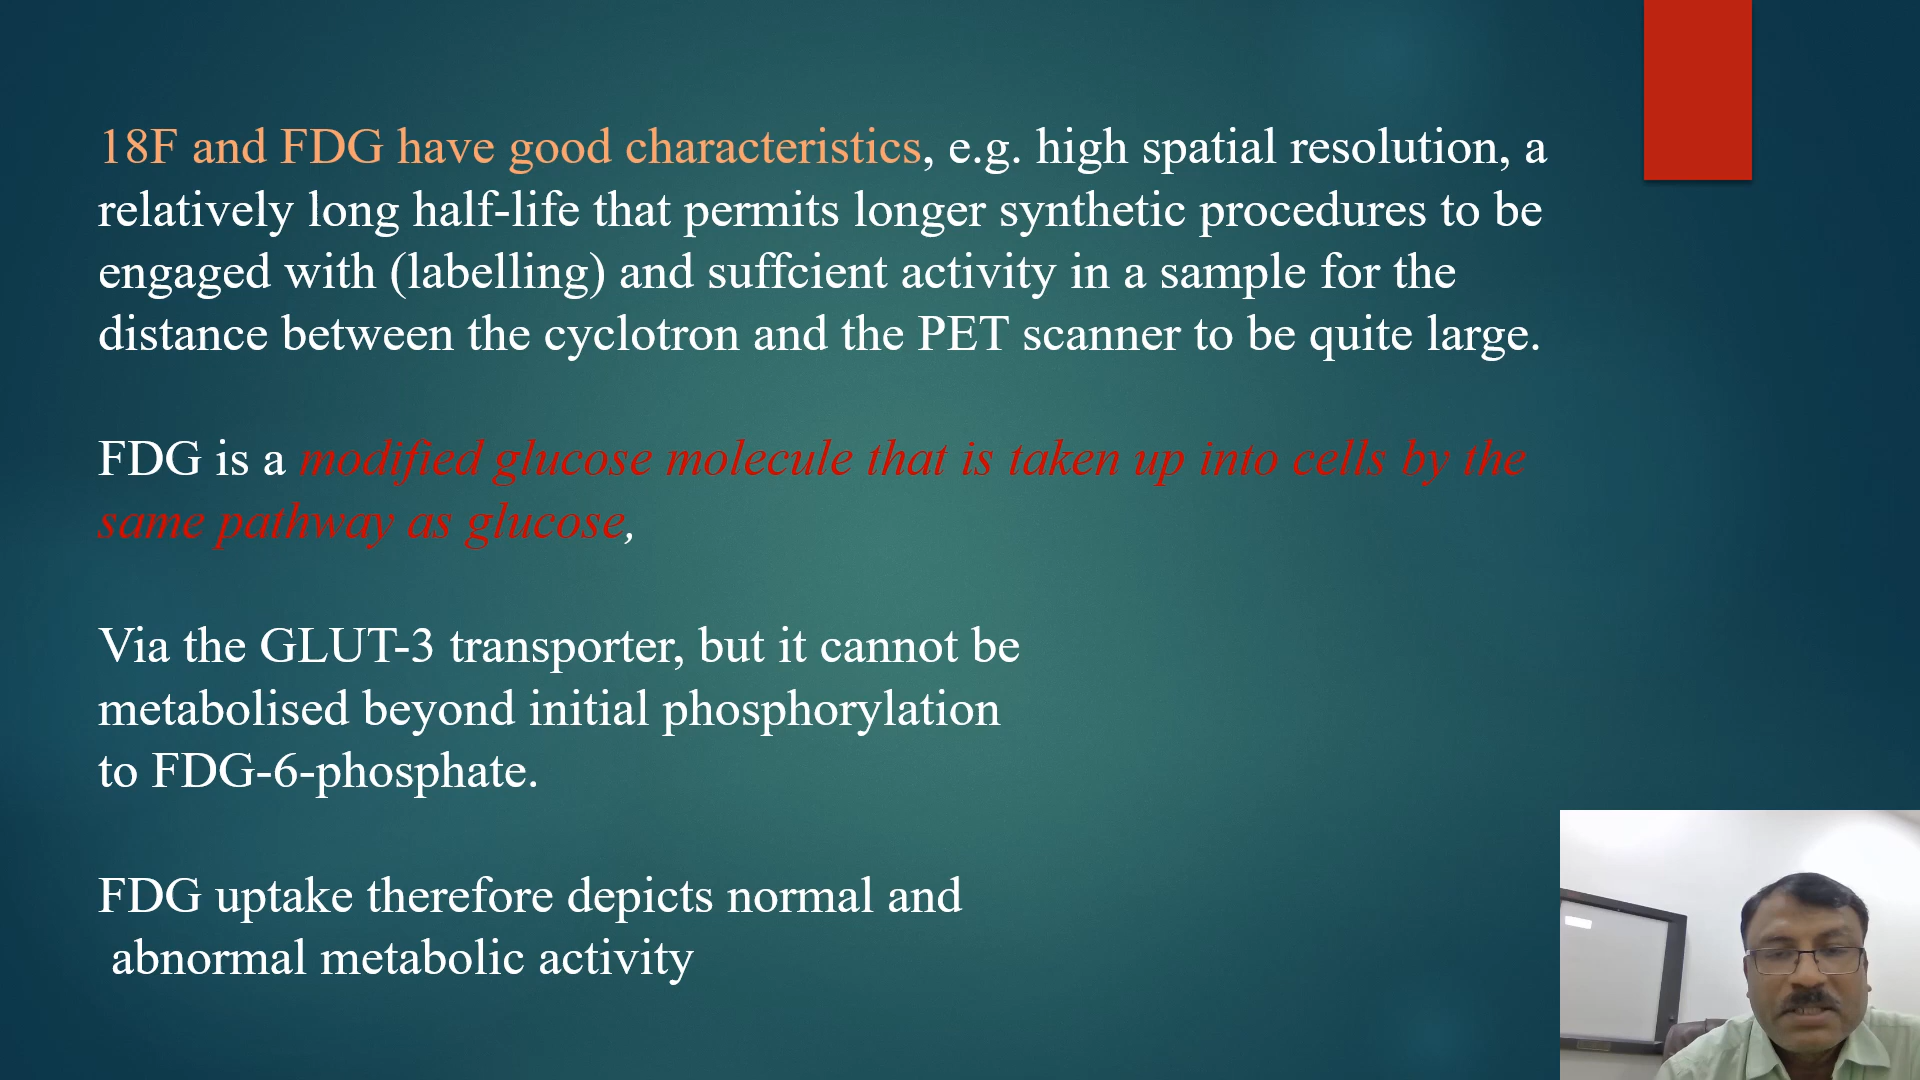 18F and FDG have good characteristics, e.g. high spatial resolution, a
relatively long half-life that permits longer synthetic procedures to be
engaged with (labelling) and suffcient activity in a sample for the
distance between the cyclotron and the PET scanner to be quite large.
FDG is a modified glucose molecule that is taken up into cells by the
same pathway as glucose,
Via the GLUT-3 transporter, but it cannot be
metabolised beyond initial phosphorylation
to FDG-6-phosphate.
FDG uptake therefore depicts normal and
abnormal metabolic activity